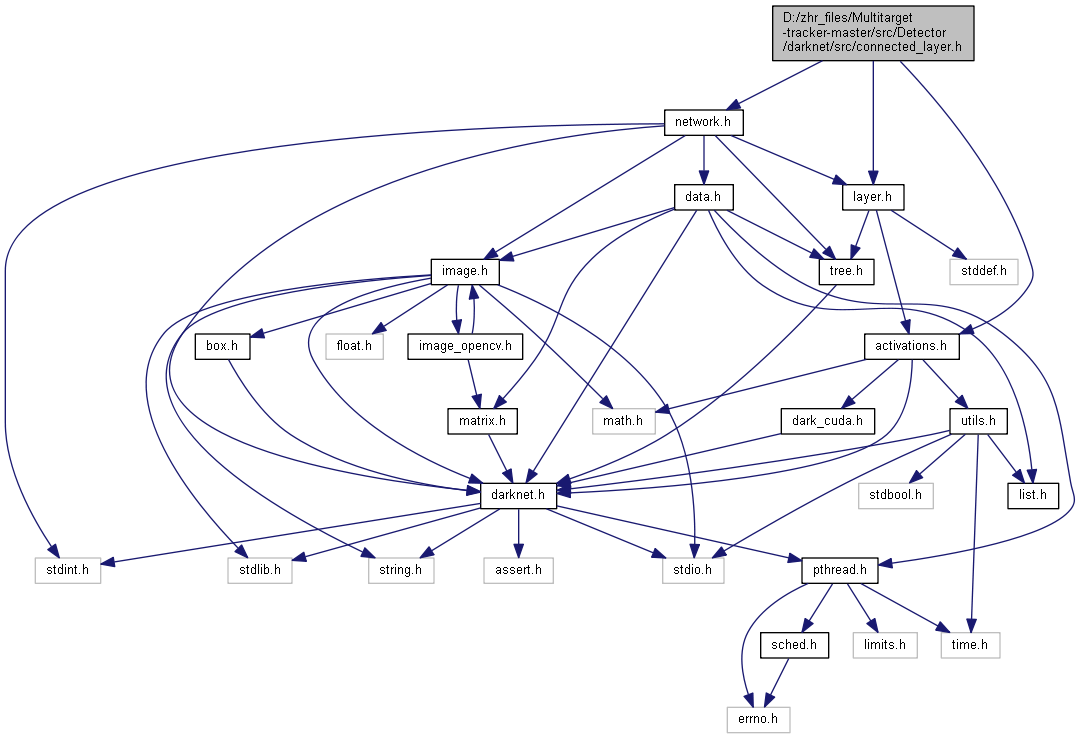 D:/zhr_files/Multitarget
-tracker-master/src/Detector
/darknet/src/connected_layer.h
network.h
data.h
layer.h
image.h
tree.h
stddef.h
box.h
float.h
image_opencv.h
activations.h
matrix.h
math.h
dark_cuda.h
utils.h
darknet.h
stdbool.h
list.h
stdint.h
stdlib.h
string.h
assert.h
stdio.h
pthread.h
sched.h
limits.h
time.h
errno.h